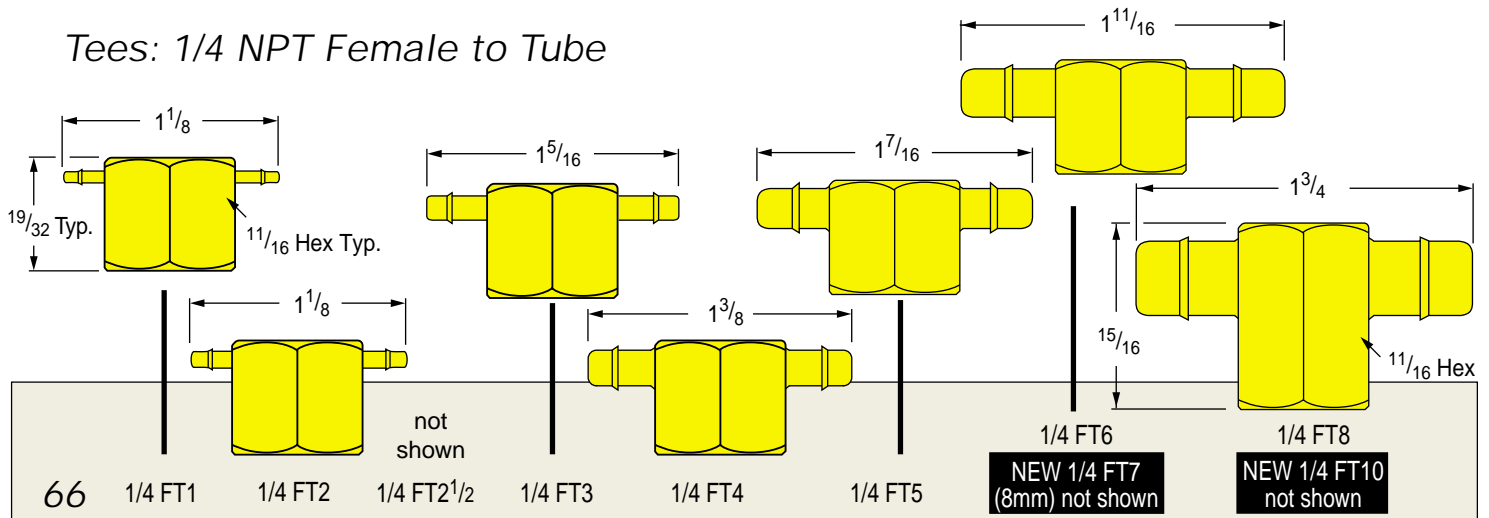 Tees: 1/4 NPT Female to Tube
1 11/16
1 1/8
1 5/16
1 7/16
1 3/4
19/32 Typ.
11/16 Hex Typ.
1 1/8
1 3/8
15/16
11/16 Hex
not
shown
1/4 FT6
1/4 FT8
NEW 1/4 FT7
(8mm) not shown
NEW 1/4 FT10
not shown
66
1/4 FT1
1/4 FT2
1/4 FT2 1/2
1/4 FT3
1/4 FT4
1/4 FT5